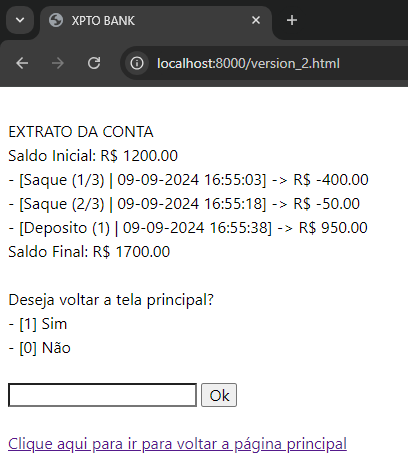 XPTO BANK
localhost:8000/version_2.html
EXTRATO DA CONTA
Saldo Inicial: R$ 1200.00
- [Saque (1/3) | 09-09-2024 16:55:03] -> R$ -400.00
- [Saque (2/3) | 09-09-2024 16:55:18] -> R$ -50.00
- [Deposito (1) | 09-09-2024 16:55:38] -> R$ 950.00
Saldo Final: R$ 1700.00
Deseja voltar a tela principal?
- [1] Sim
- [0] Não
Ok
Clique aqui para ir para voltar a página principal